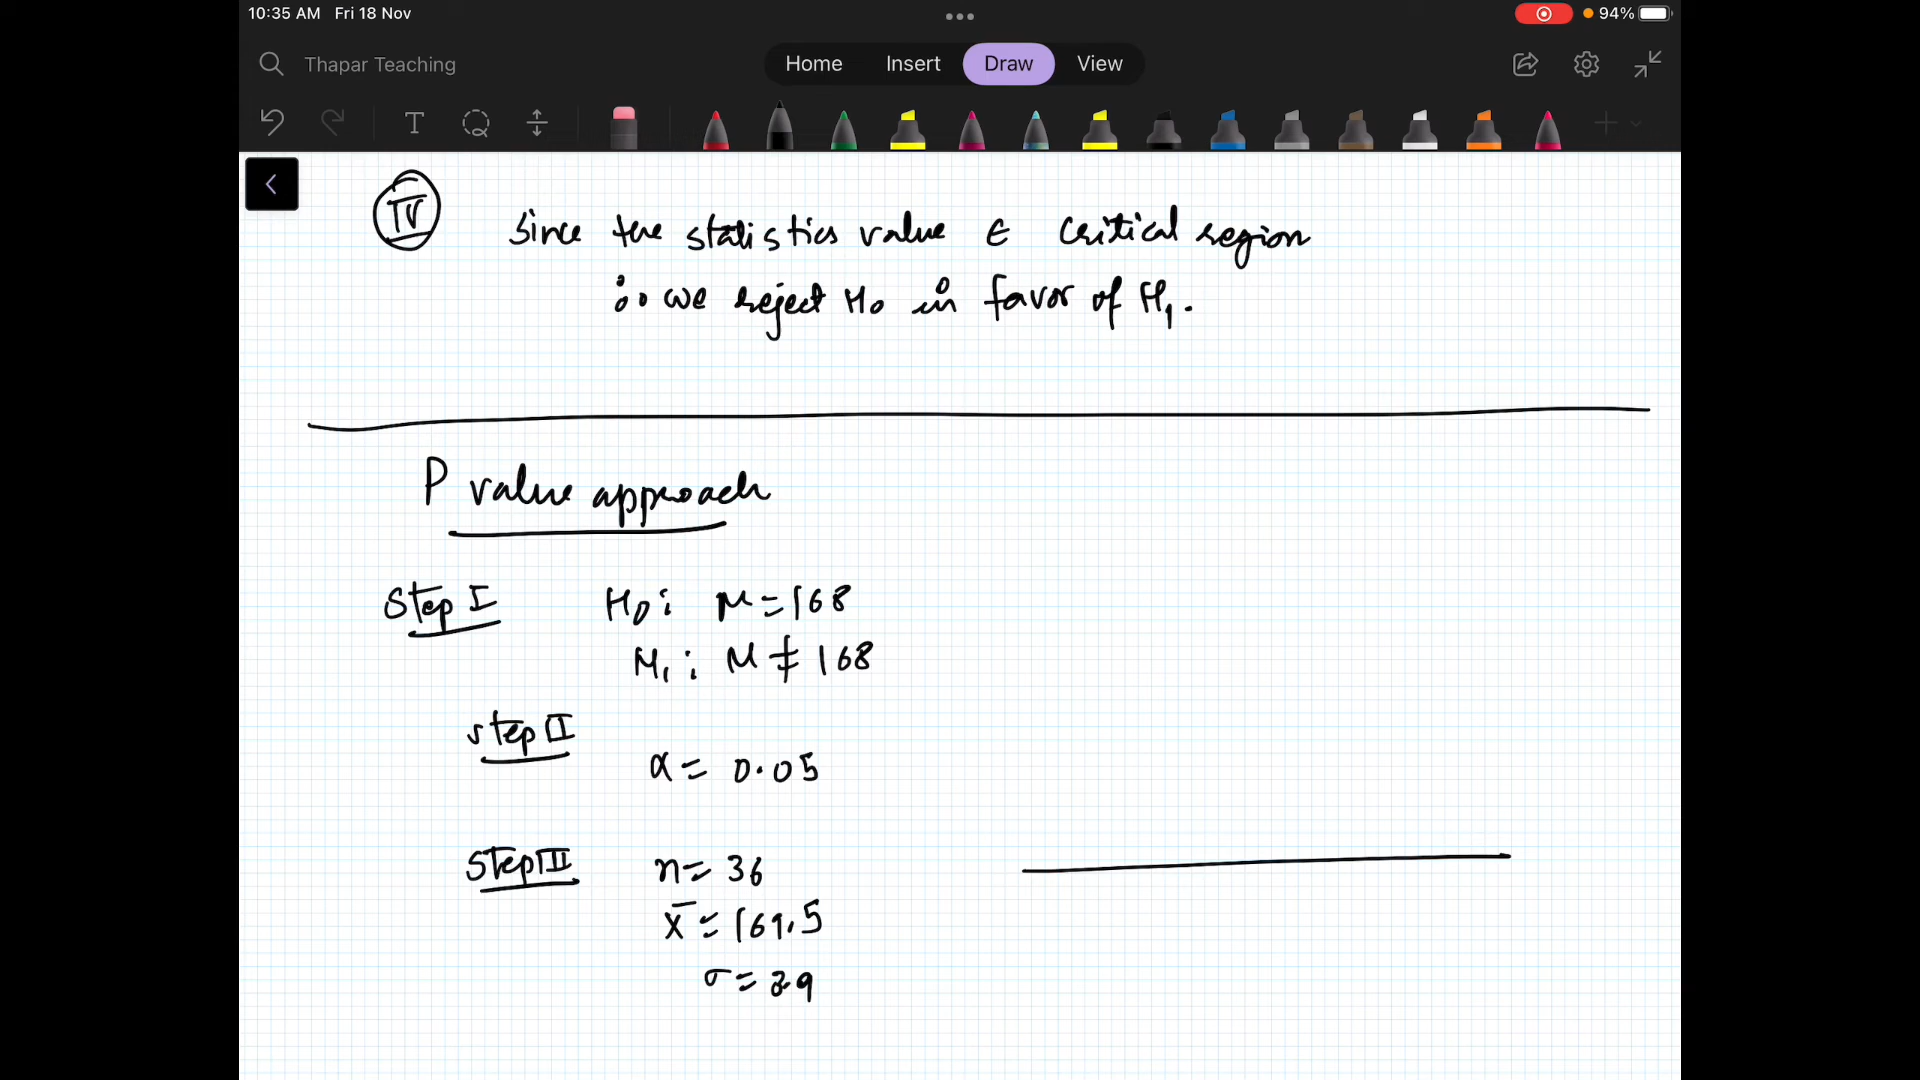 10:35 AM Fri 18 Nov
94%
Thapar Teaching
Home Insert Draw View
T
IV
Since the statistics value ∈ critical region
∴ we reject H₀ in favor of H₁.
P value approach
Step I H₀: μ = 168
H₁: μ ≠ 168
Step II
α = 0.05
Step III n = 36
x̄ = 169.5
σ = 3.9